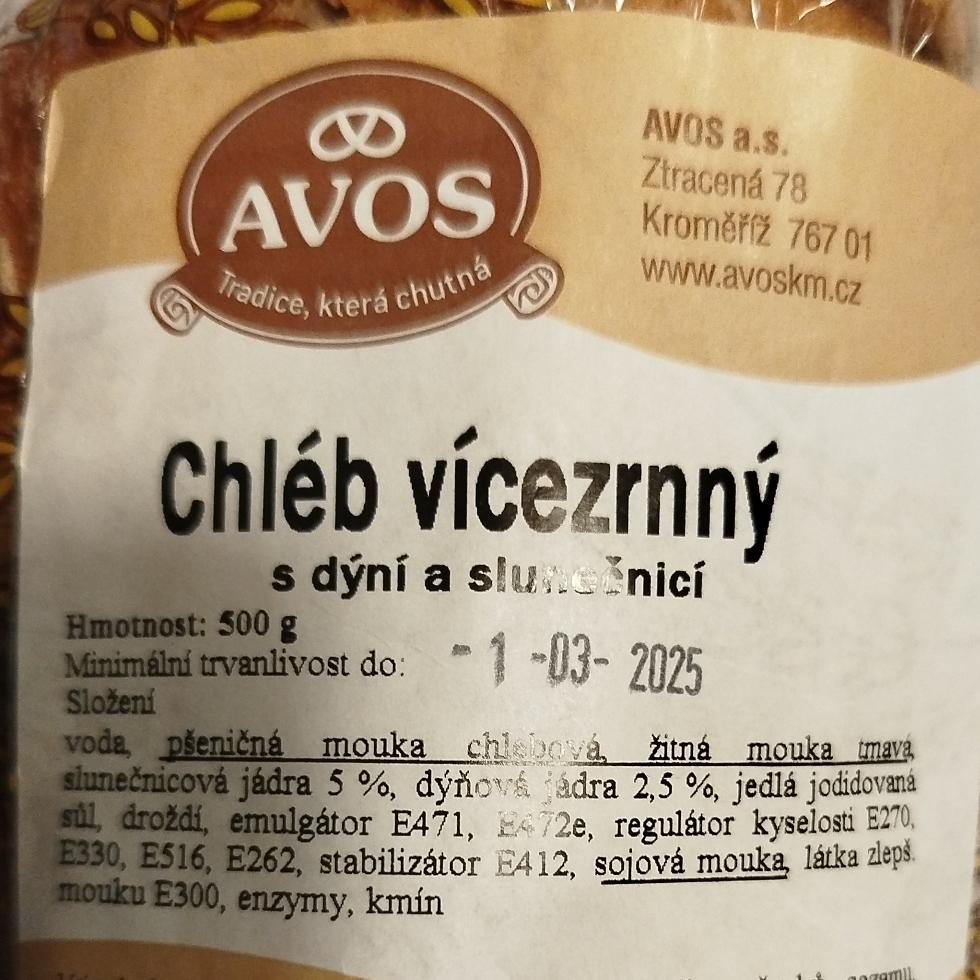 AVOS
Tradice, která chutná
AVOS a.s.
Ztracená 78
Kroměříž 767 01
www.avoskm.cz
Chléb vícezrnný
s dýní a slunečnicí
Hmotnost: 500 g
Minimální trvanlivost do: - 1 -03- 2025
Složení
voda, pšeničná mouka chlebová, žitná mouka tmavá,
slunečnicová jádra 5 %, dýňová jádra 2,5 %, jedlá jodidovaná
sůl, droždí, emulgátor E471, E472e, regulátor kyselosti E270,
E330, E516, E262, stabilizátor E412, sojová mouka, látka zlepš.
mouku E300, enzymy, kmín